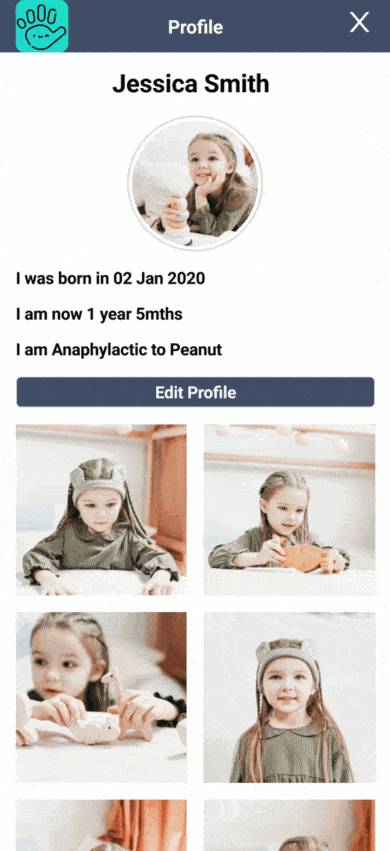 Profile
Jessica Smith
I was born in 02 Jan 2020
I am now 1 year 5mths
I am Anaphylactic to Peanut
Edit Profile